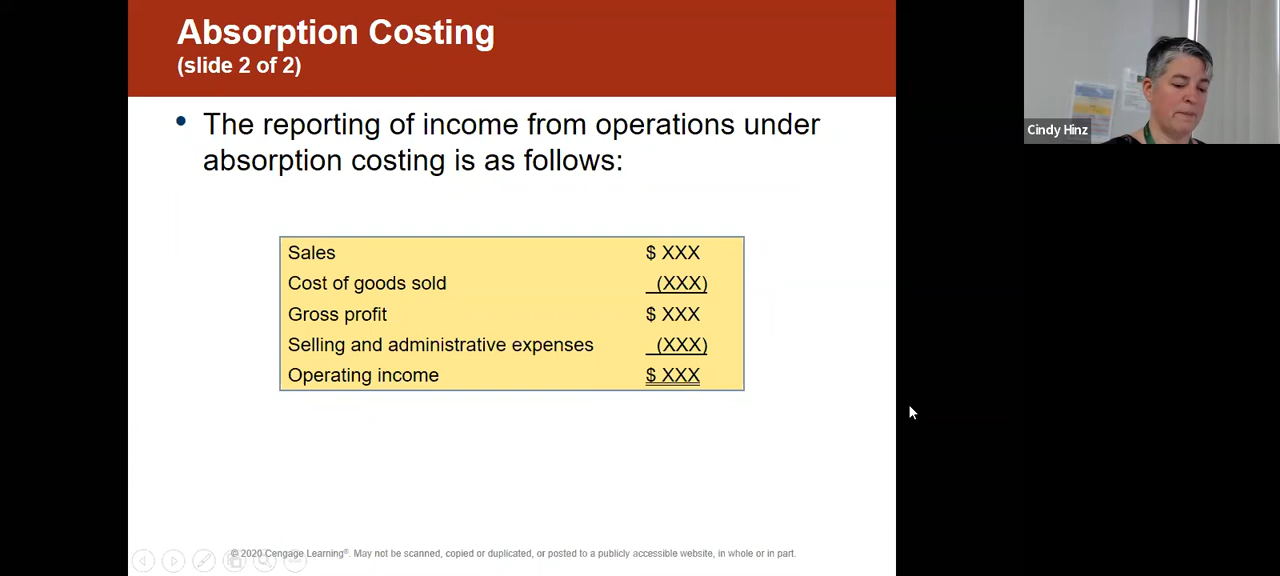 Absorption Costing
(slide 2 of 2)
• The reporting of income from operations under
absorption costing is as follows:
Sales $ XXX
Cost of goods sold (XXX)
Gross profit $ XXX
Selling and administrative expenses (XXX)
Operating income $ XXX
© 2020 Cengage Learning®. May not be scanned, copied or duplicated, or posted to a publicly accessible website, in whole or in part.
Cindy Hinz